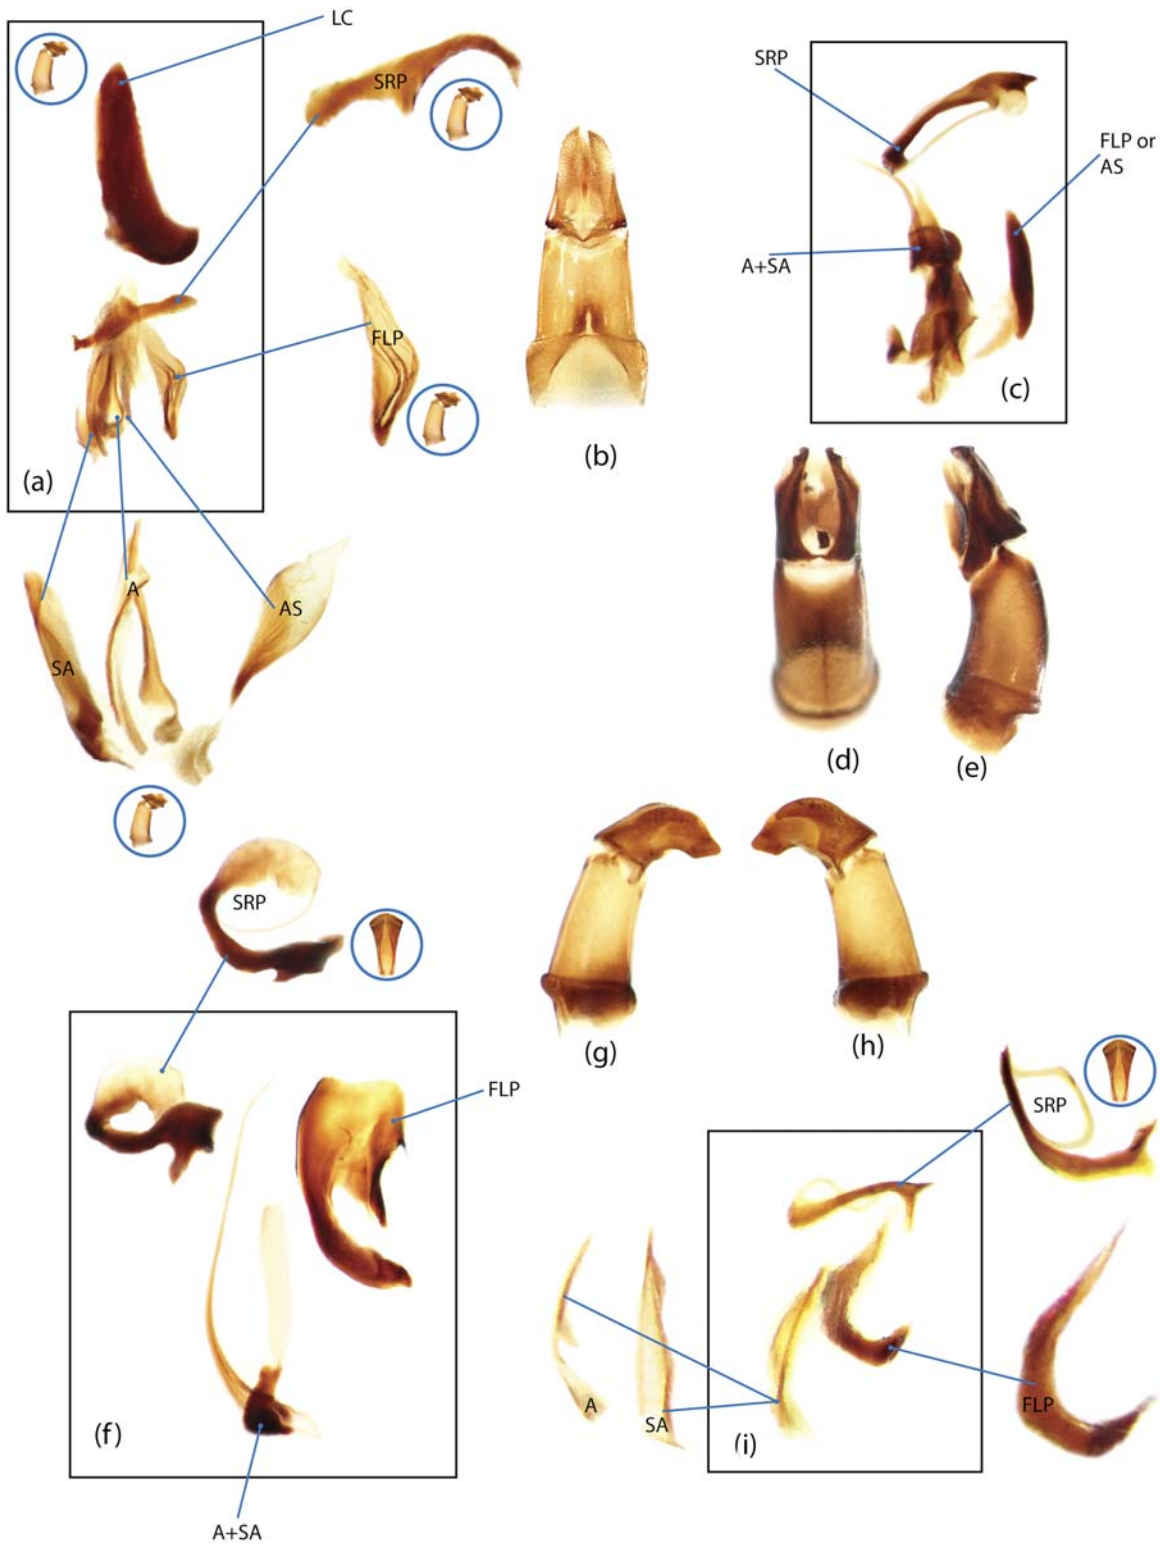 LC
SRP
SRP
FLP or
AS
A+SA
(c)
FLP
(a)
(b)
A
AS
SA
(d)
(e)
SRP
(g)
(h)
FLP
SRP
(f)
A
SA
(i)
FLP
A+SA